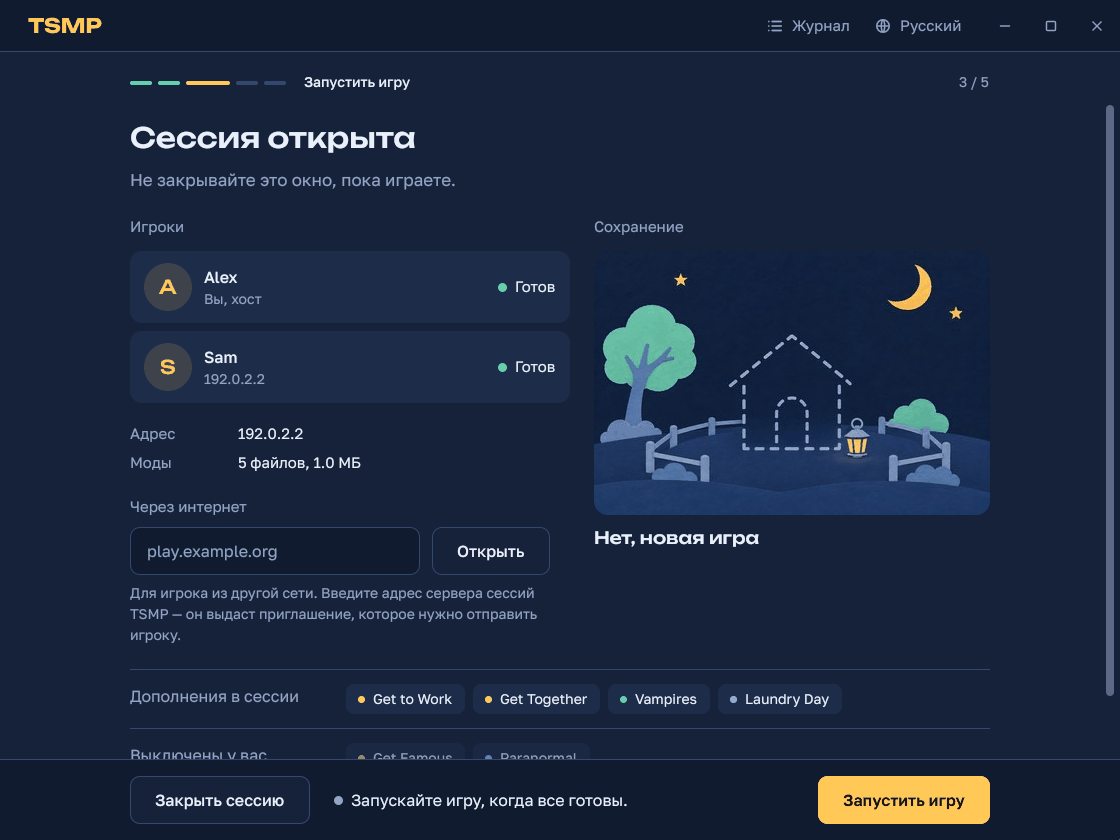 TSMP
Журнал
Русский
Запустить игру
3 / 5
Сессия открыта
Не закрывайте это окно, пока играете.
Игроки
A
Alex
Вы, хост
Готов
S
Sam
192.0.2.2
Готов
Адрес 192.0.2.2
Моды 5 файлов, 1.0 МБ
Через интернет
play.example.org
Открыть
Для игрока из другой сети. Введите адрес сервера сессий
TSMP — он выдаст приглашение, которое нужно отправить
игроку.
Сохранение
Нет, новая игра
Дополнения в сессии
Get to Work
Get Together
Vampires
Laundry Day
Выключены у вас
Get Famous
Paranormal
Закрыть сессию
Запускайте игру, когда все готовы.
Запустить игру